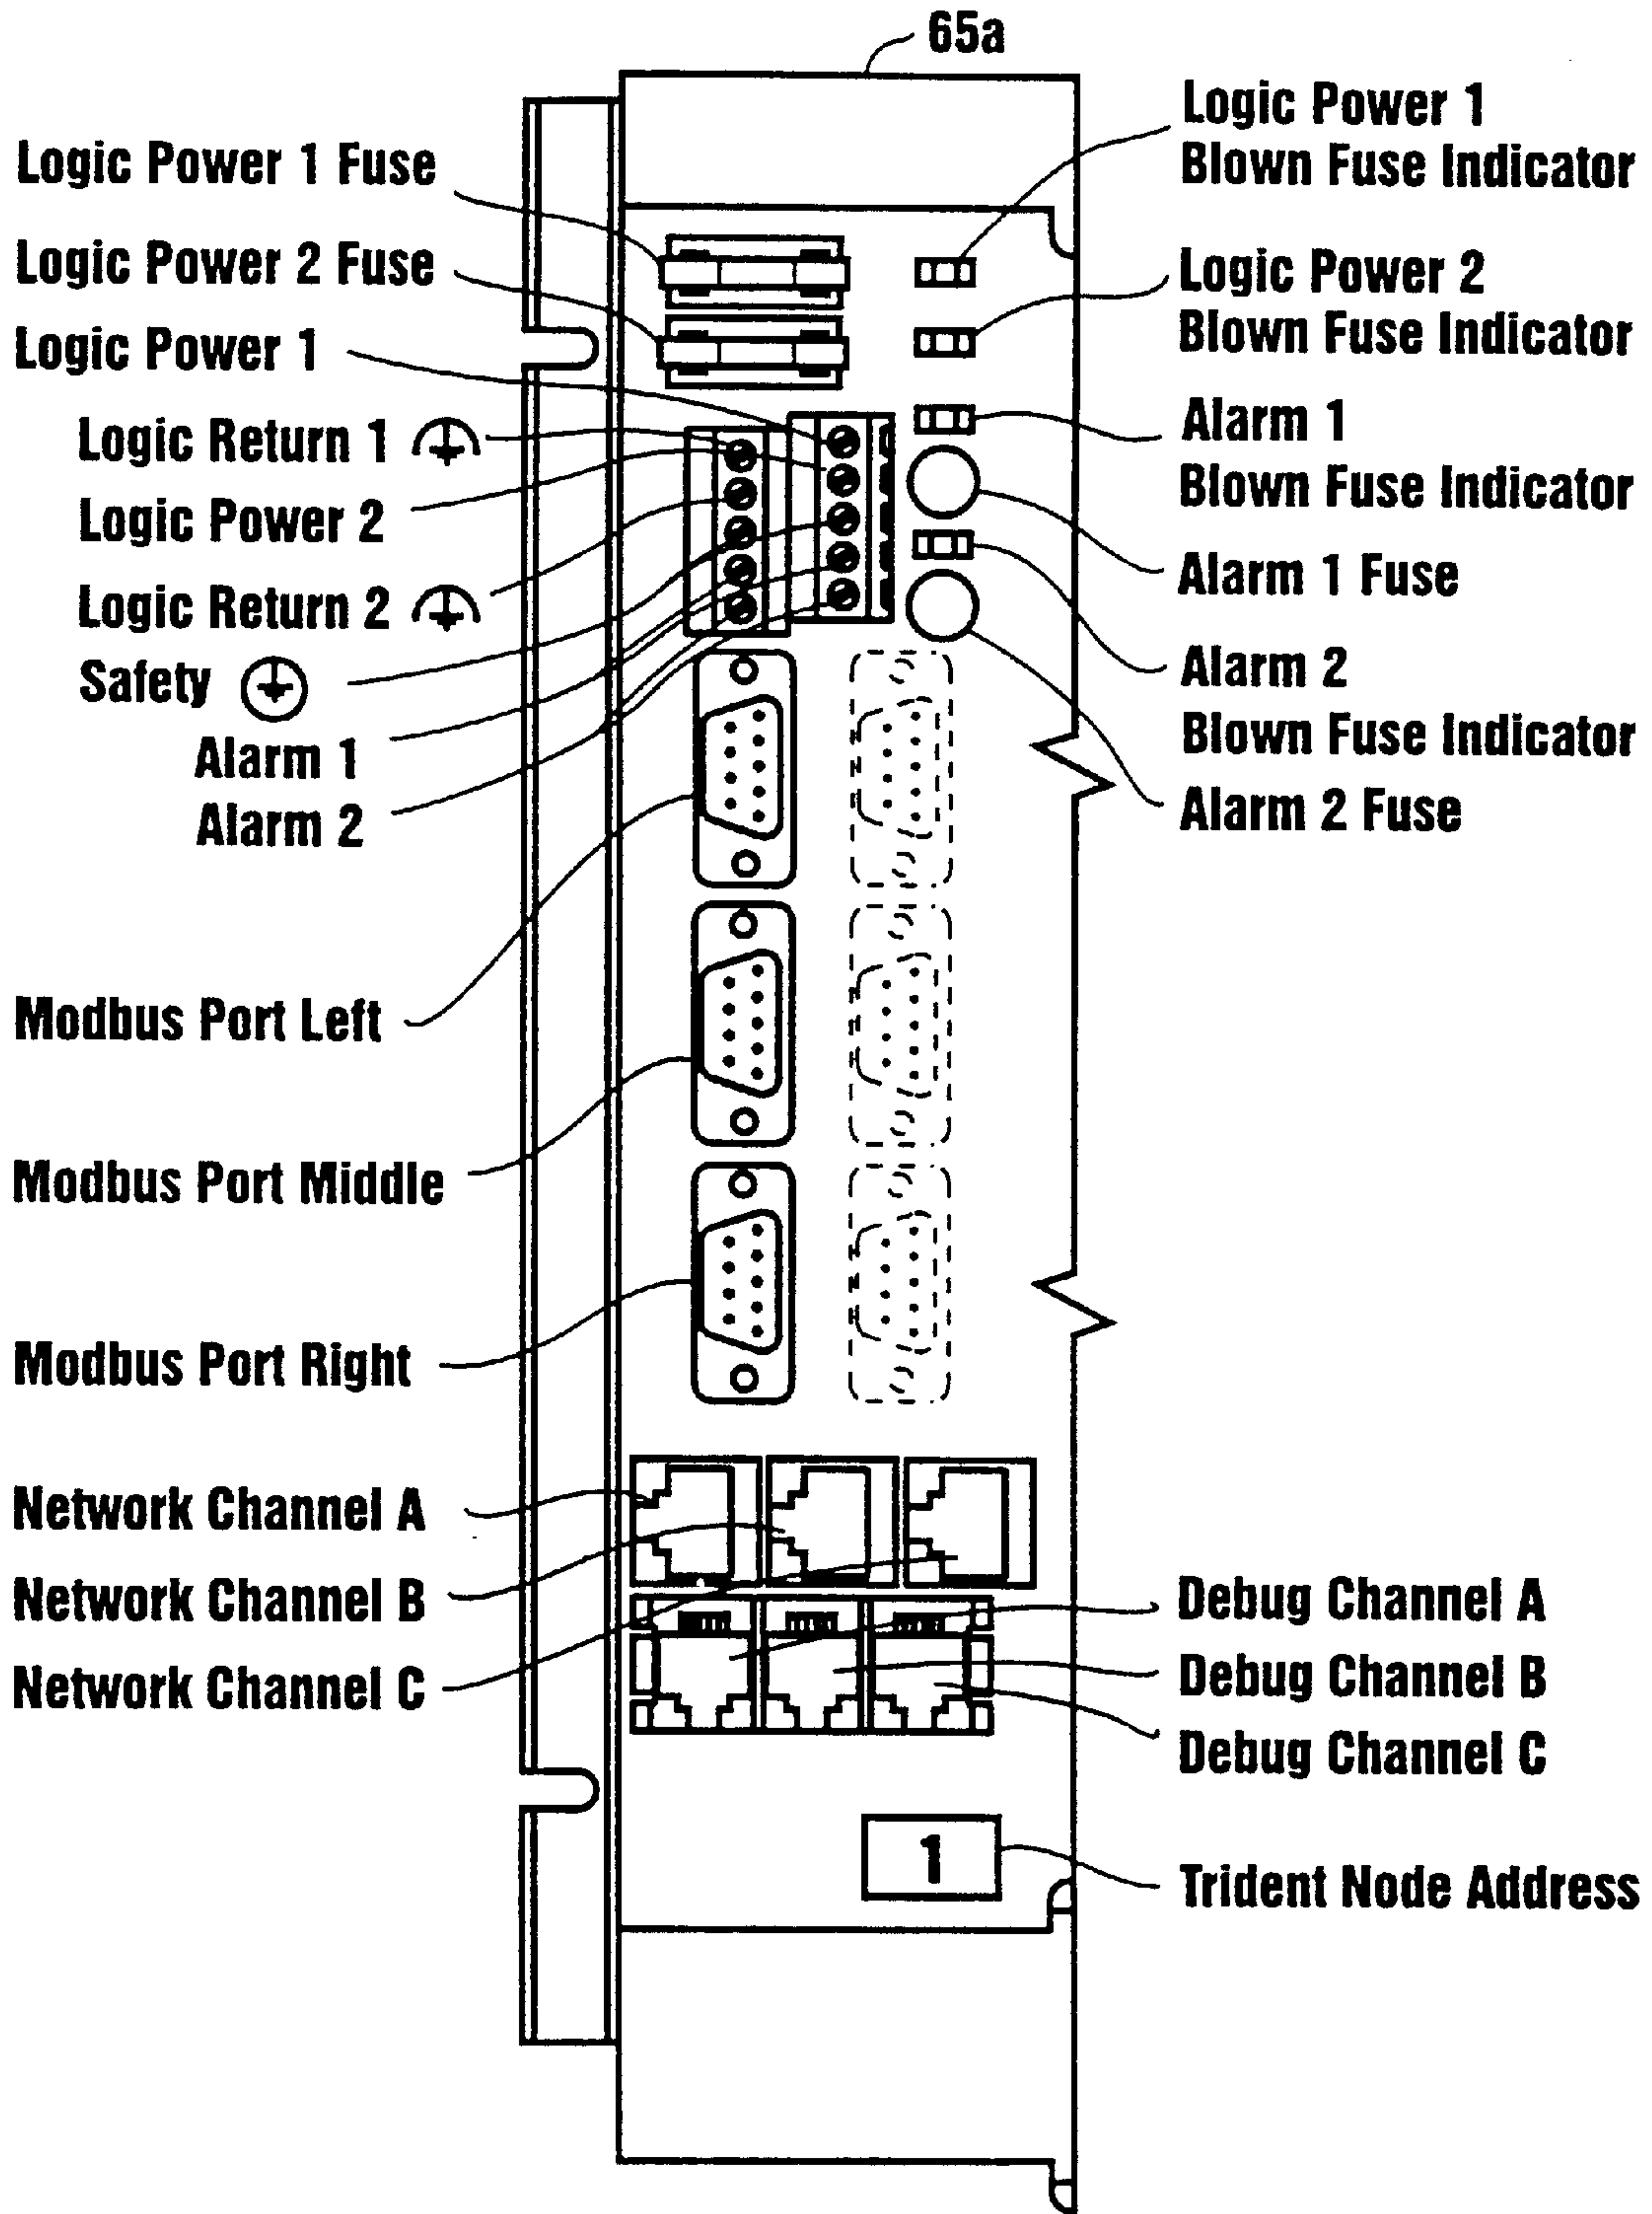 65a
Logic Power 1 Fuse
Logic Power 2 Fuse
Logic Power 1
Logic Return 1
Logic Power 2
Logic Return 2
Safety
Alarm 1
Alarm 2
Modbus Port Left
Modbus Port Middle
Modbus Port Right
Network Channel A
Network Channel B
Network Channel C
Logic Power 1
Blown Fuse Indicator
Logic Power 2
Blown Fuse Indicator
Alarm 1
Blown Fuse Indicator
Alarm 1 Fuse
Alarm 2
Blown Fuse Indicator
Alarm 2 Fuse
Debug Channel A
Debug Channel B
Debug Channel C
1
Trident Node Address